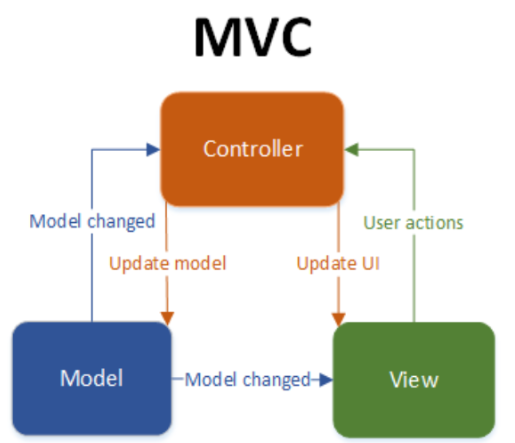 MVC
Controller
Model changed
User actions
Update model
Update UI
Model
Model changed
View